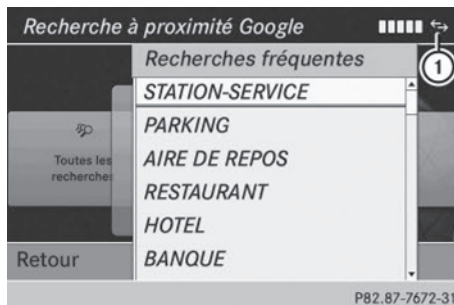 Recherche à proximité Google
1
Recherches fréquentes
STATION-SERVICE
PARKING
AIRE DE REPOS
RESTAURANT
HOTEL
BANQUE
Toutes les
recherche
Retour
P82.87-7672-31